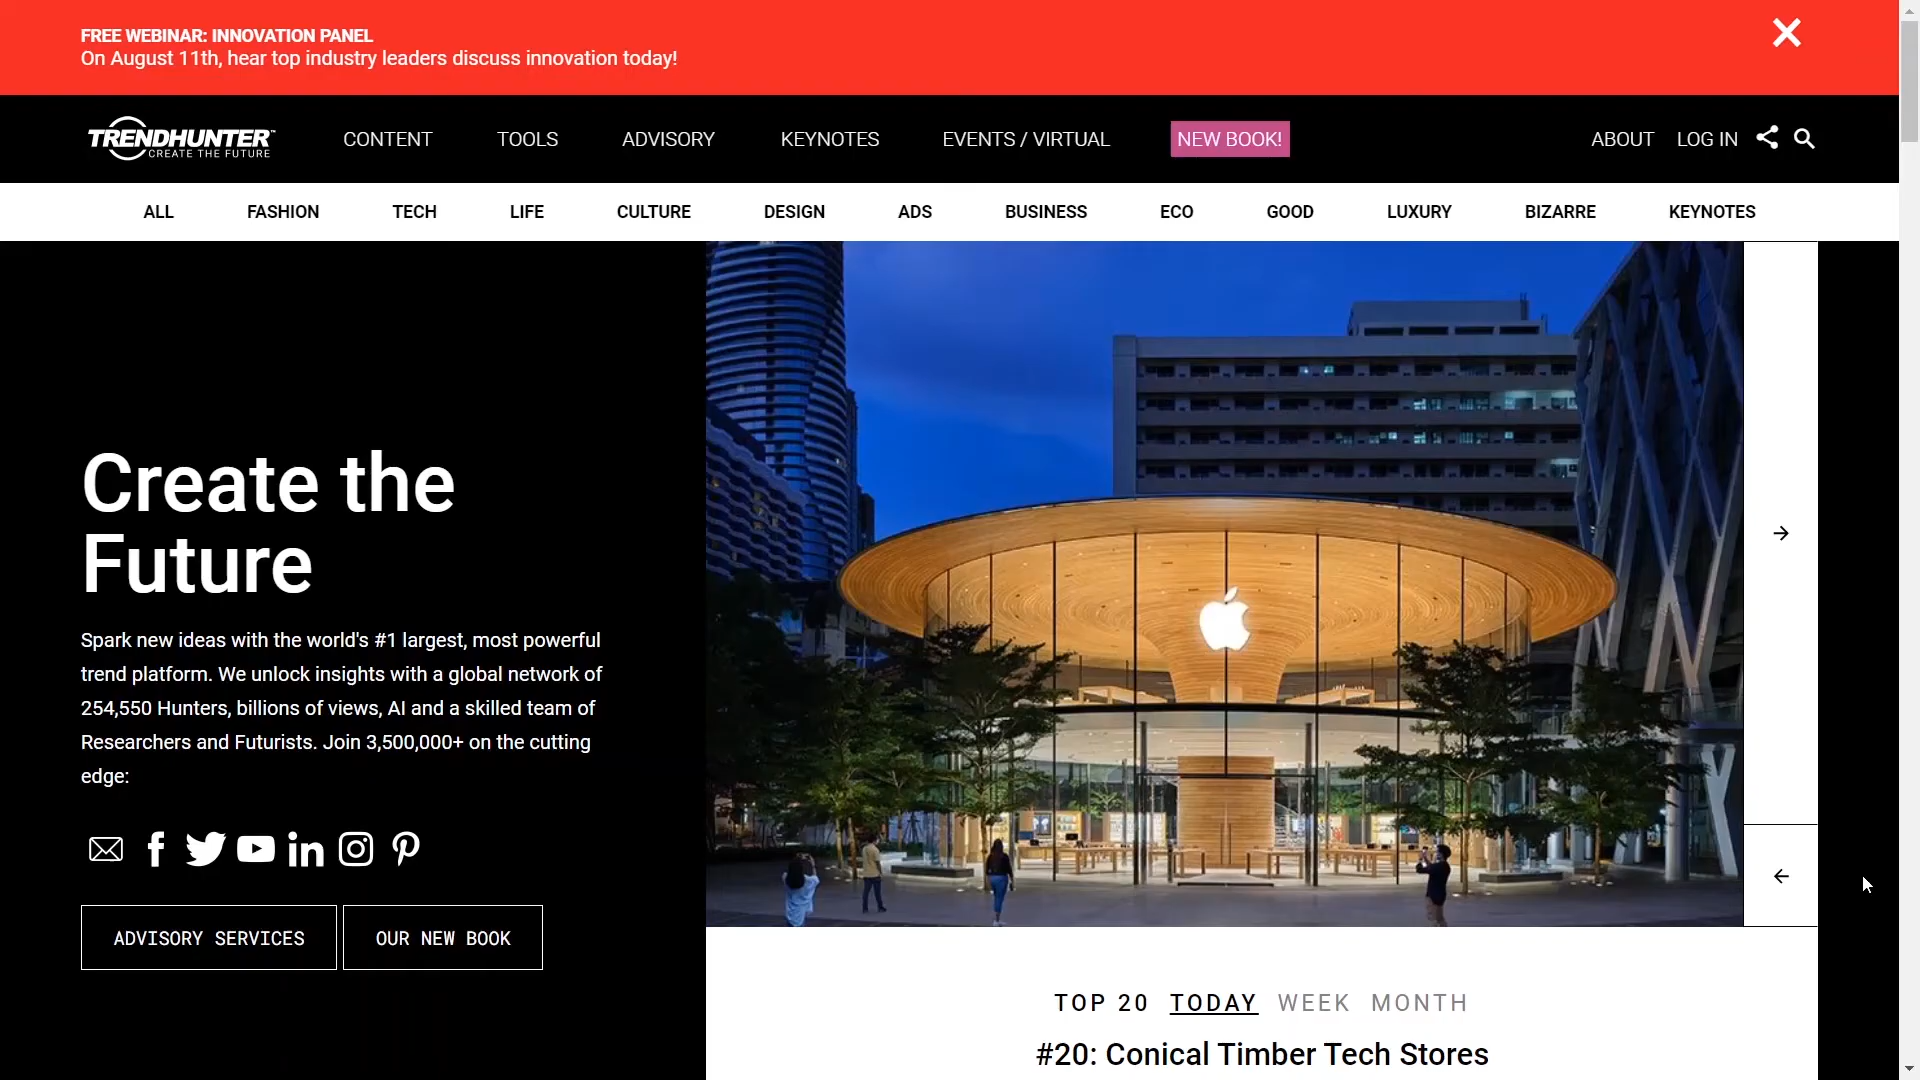 FREE WEBINAR: INNOVATION PANEL
On August 11th, hear top industry leaders discuss innovation today!
TRENDHUNTER™
CREATE THE FUTURE
CONTENT TOOLS ADVISORY KEYNOTES EVENTS / VIRTUAL NEW BOOK! ABOUT LOG IN
ALL FASHION TECH LIFE CULTURE DESIGN ADS BUSINESS ECO GOOD LUXURY BIZARRE KEYNOTES
Create the
Future
Spark new ideas with the world's #1 largest, most powerful
trend platform. We unlock insights with a global network of
254,550 Hunters, billions of views, AI and a skilled team of
Researchers and Futurists. Join 3,500,000+ on the cutting
edge:
ADVISORY SERVICES OUR NEW BOOK
TOP 20 TODAY WEEK MONTH
#20: Conical Timber Tech Stores